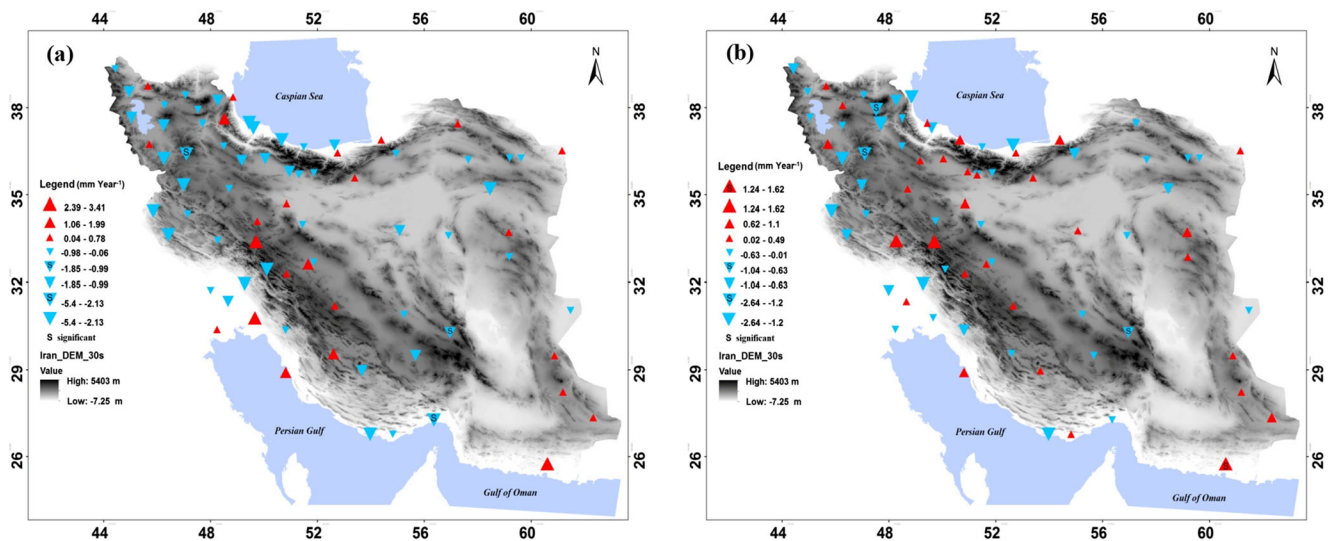 44 48 52 56 60
(a)
N
Caspian Sea
38
35
32
29
26
Legend (mm Year-1)
2.39 - 3.41
1.06 - 1.99
0.04 - 0.78
-0.98 - -0.06
S -1.85 - -0.99
-1.85 - -0.99
S -5.4 - -2.13
-5.4 - -2.13
S significant
Iran_DEM_30s
Value
High: 5403 m
Low: -7.25 m
S
S
S
Persian Gulf
Gulf of Oman
38
35
32
29
26
44 48 52 56 60
44 48 52 56 60
(b)
N
Caspian Sea
Legend (mm Year-1)
S 1.24 - 1.62
1.24 - 1.62
0.62 - 1.1
0.02 - 0.49
-0.63 - -0.01
S -1.04 - -0.63
-1.04 - -0.63
S -2.64 - -1.2
-2.64 - -1.2
S significant
Iran_DEM_30s
Value
High: 5403 m
Low: -7.25 m
S
S
S
S
Persian Gulf
Gulf of Oman
38
35
32
29
26
44 48 52 56 60